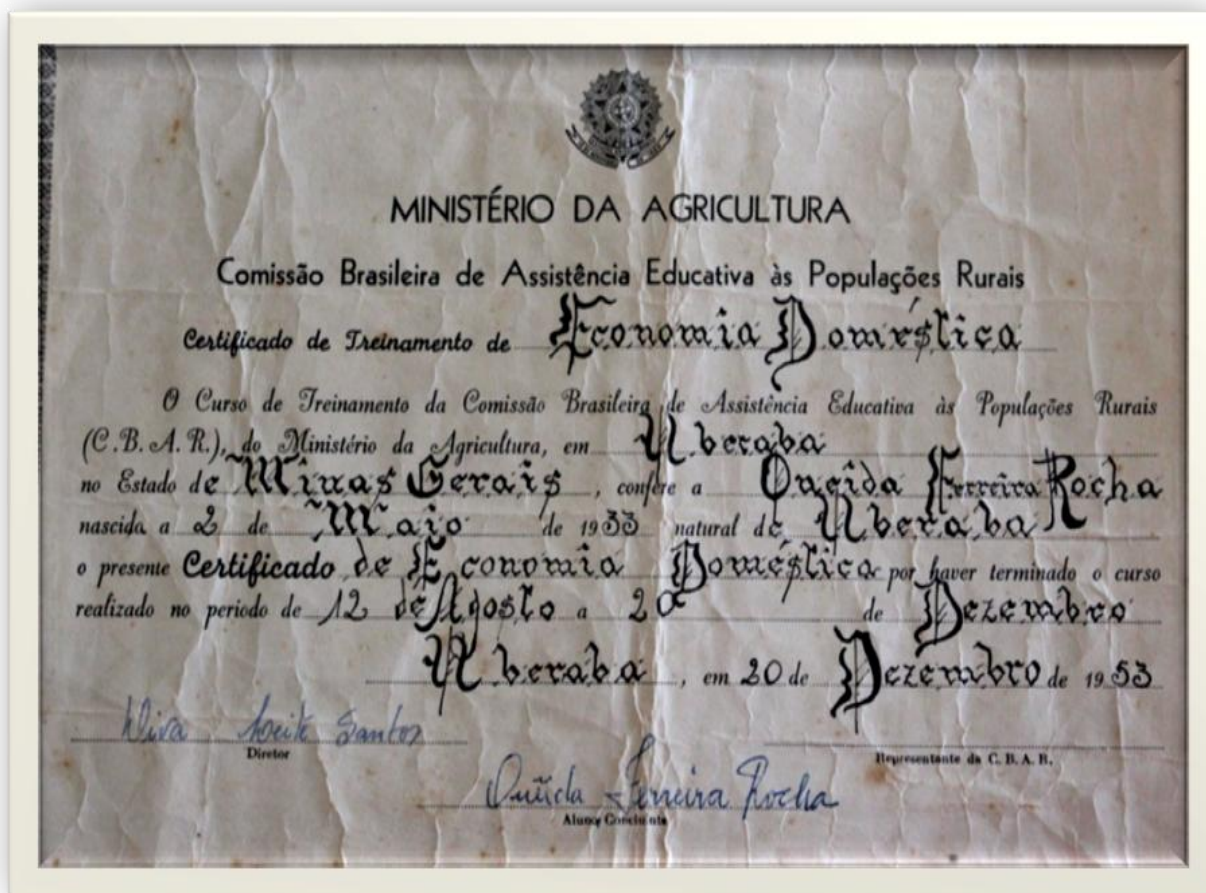 MINISTÉRIO DA AGRICULTURA
Comissão Brasileira de Assistência Educativa às Populações Rurais
Certificado de Treinamento de Economia Doméstica
O Curso de Treinamento da Comissão Brasileira de Assistência Educativa às Populações Rurais
(C.B.A.R.), do Ministério da Agricultura, em Uberaba
no Estado de Minas Gerais, confere a Oneida Ferreira Rocha
nascida a 2 de Maio de 1933 natural de Uberaba
o presente Certificado de Economia Doméstica por haver terminado o curso
realizado no periodo de 12 de Agosto a 20 de Dezembro
Uberaba, em 20 de Dezembro de 1953
Leite Santos
Diretor
Representante da C. B. A. R.
Ferreira Rocha
Aluno Concluinte